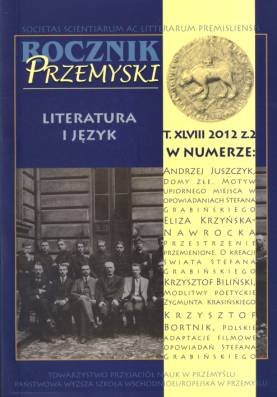 SOCIETAS SCIENTIARUM AC LITTERARUM PREMISLIENSIS
ROCZNIK
PRZEMYSKI
LITERATURA
I JĘZYK
T. XLVIII 2012 z.2
W NUMERZE:
ANDRZEJ JUSZCZYK,
DOMY ZŁE. MOTYW
UPIORNEGO MIEJSCA W
OPOWIADANIACH STEFANA
GRABIŃSKIEGO
ELIZA KRZYŃSKA-
NAWROCKA
PRZESTRZENIE
PRZEMIENIONE. O KREACJI
ŚWIATA STEFANA
GRABIŃSKIEGO
KRZYSZTOF BILIŃSKI,
MODLITWY POETYCKIE
ZYGMUNTA KRASIŃSKIEGO
KRZYSZTOF
BORTNIK, POLSKIE
ADAPTACJE FILMOWE
OPOWIADAŃ STEFANA
GRABIŃSKIEGO
TOWARZYSTWO PRZYJACIÓŁ NAUK W PRZEMYŚLU
PAŃSTWOWA WYŻSZA SZKOŁA WSCHODNIOEUROPEJSKA W PRZEMYŚLU